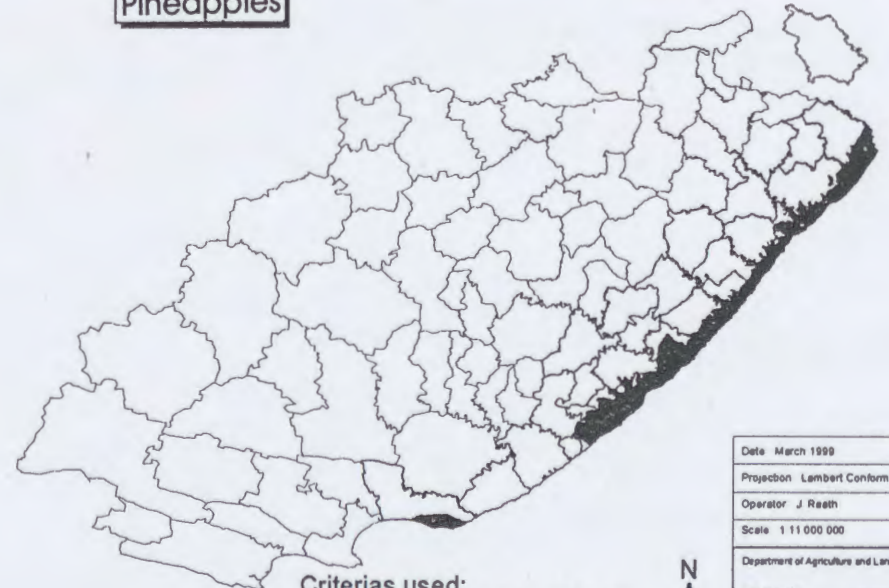 Pineapples
Date March 1999
Projection Lambert Conform
Operator J Raath
Scale 1 11 000 000
Department of Agriculture and Lan
N
Criterias used: